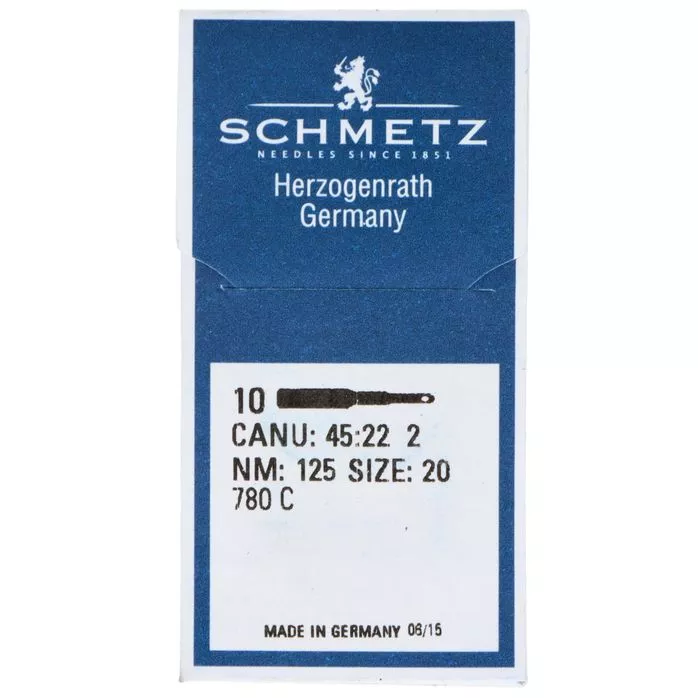 SCHMETZ
NEEDLES SINCE 1851
Herzogenrath
Germany
10
CANU: 45:22 2
NM: 125 SIZE: 20
780 C
MADE IN GERMANY 06/15